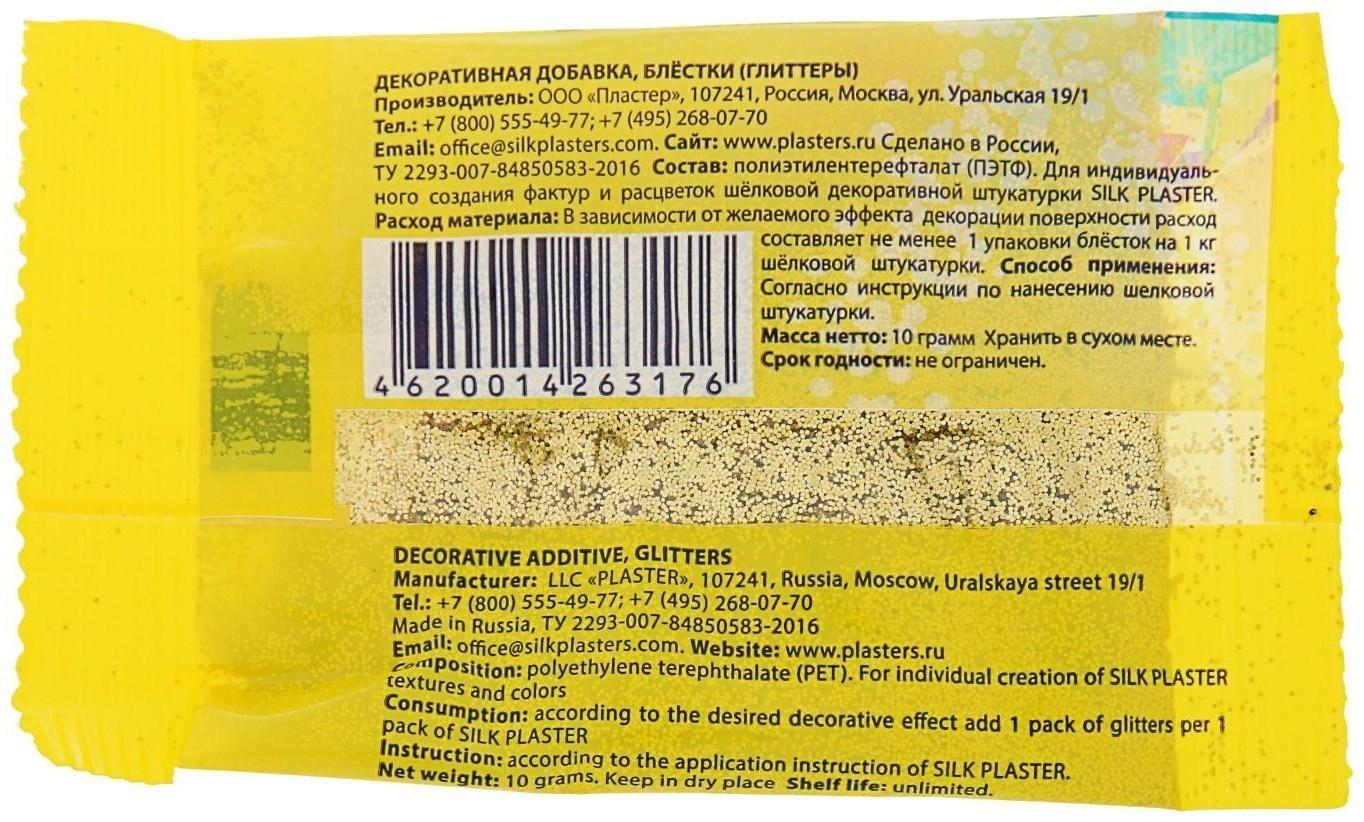 ДЕКОРАТИВНАЯ ДОБАВКА, БЛЁСТКИ (ГЛИТТЕРЫ)
Производитель: ООО «Пластер», 107241, Россия, Москва, ул. Уральская 19/1
Тел.: +7 (800) 555-49-77; +7 (495) 268-07-70
Email: office@silkplasters.com. Сайт: www.plasters.ru Сделано в России,
ТУ 2293-007-84850583-2016 Состав: полиэтилентерефталат (ПЭТФ). Для индивидуаль-
ного создания фактур и расцветок шёлковой декоративной штукатурки SILK PLASTER.
Расход материала: В зависимости от желаемого эффекта декорации поверхности расход
составляет не менее 1 упаковки блёсток на 1 кг
шёлковой штукатурки. Способ применения:
Согласно инструкции по нанесению шелковой
штукатурки.
Масса нетто: 10 грамм Хранить в сухом месте.
Срок годности: не ограничен.
4 620014 263176
DECORATIVE ADDITIVE, GLITTERS
Manufacturer: LLC «PLASTER», 107241, Russia, Moscow, Uralskaya street 19/1
Tel.: +7 (800) 555-49-77; +7 (495) 268-07-70
Made in Russia, ТУ 2293-007-84850583-2016
Email: office@silkplasters.com. Website: www.plasters.ru
Composition: polyethylene terephthalate (PET). For individual creation of SILK PLASTER
textures and colors
Consumption: according to the desired decorative effect add 1 pack of glitters per 1
pack of SILK PLASTER
Instruction: according to the application instruction of SILK PLASTER.
Net weight: 10 grams. Keep in dry place Shelf life: unlimited.